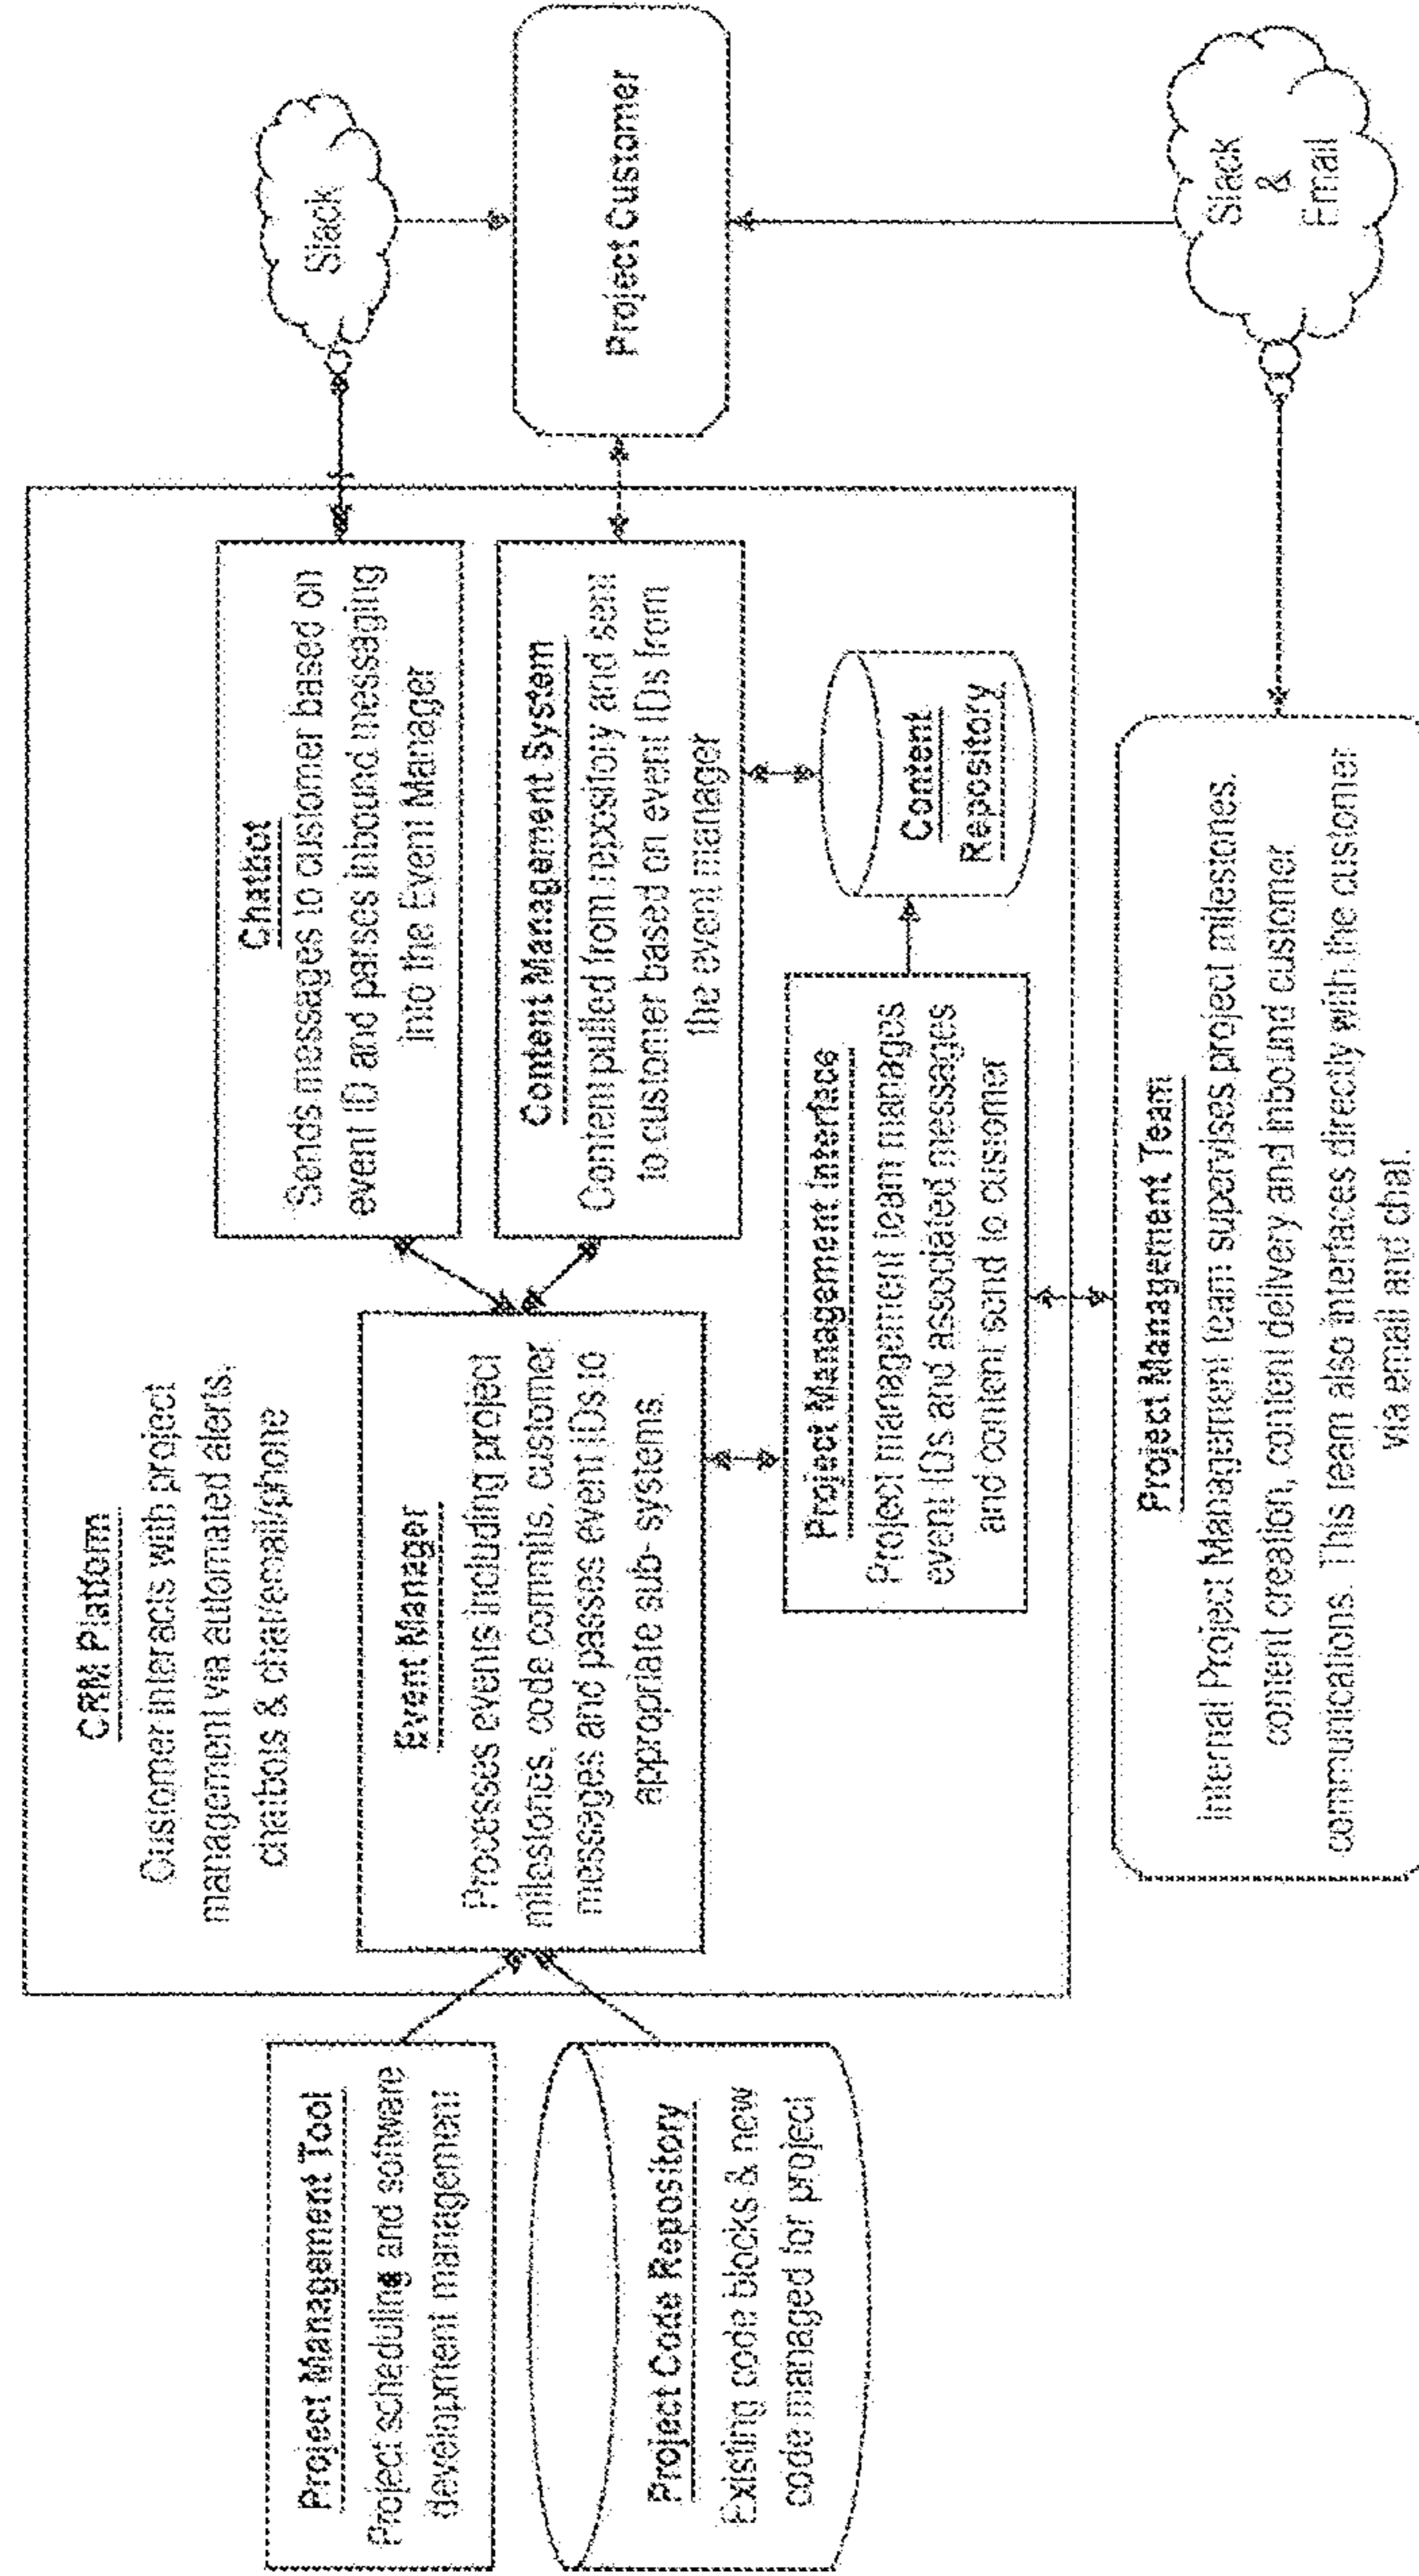 CRM Platfom
Customer interacts with project
management via automated alerts,
chatbots & chat/email/phone
Project Management Tool
Project scheduling and software
development management
Project Code Repository
Existing code blocks & new
code managed for project
Event Manager
Processes events including project
milestones, code commits, customer
messeges and passes event IDs to
appropriate sub- systems
Chatbot
Sends messages to customer based on
event ID and parses inbound messaging
into the Event Manager
Content Management System
Content pulled from repository and sent
to customer based on event IDs from
the event manager
Project Management Interface
Project management team manages
event IDs and associated messages
and content send to customer
Content
Repository
Slack
Project Customer
Slack
&
Email
Project Management Team
Internal Project Management team supervises project milestones,
content creation, content delivery and inbound customer
communications. This team also interfaces directly with the customer
via email and chat.